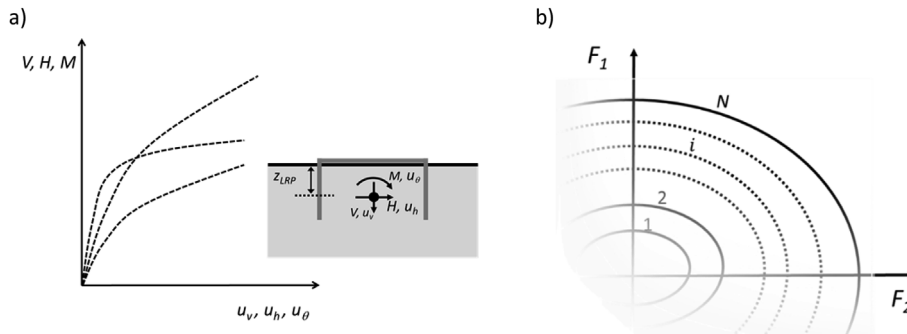 a)
V, H, M
z_LRP
M, u_θ
V, u_v
H, u_h
u_v, u_h, u_θ
b)
F_1
N
i
2
1
F_2